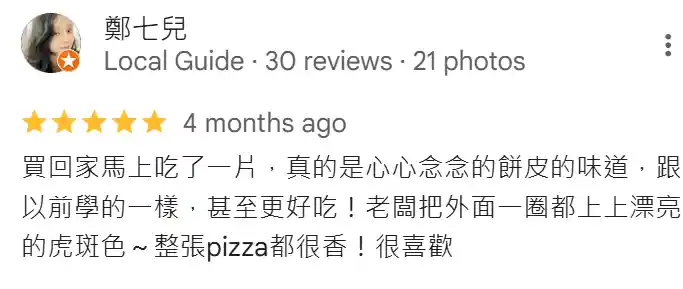 鄭七兒
Local Guide · 30 reviews · 21 photos
4 months ago
買回家馬上吃了一片，真的是心心念念的餅皮的味道，跟
以前學的一樣，甚至更好吃！老闆把外面一圈都上上漂亮
的虎斑色～整張pizza都很香！很喜歡